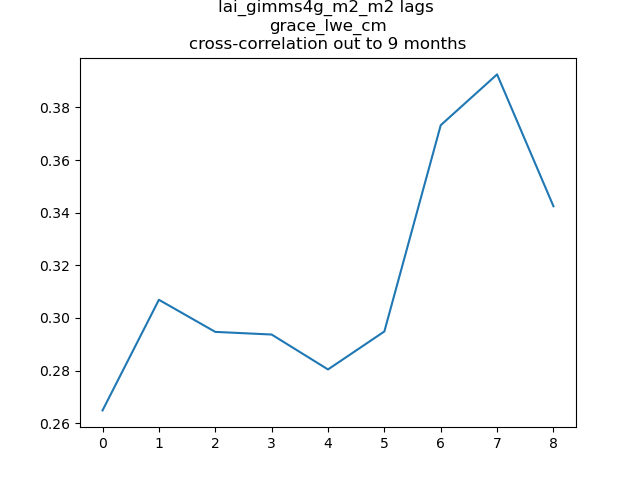 lai_gimms4g_m2_m2 lags
grace_lwe_cm
cross-correlation out to 9 months
0.38
0.36
0.34
0.32
0.30
0.28
0.26
0 1 2 3 4 5 6 7 8